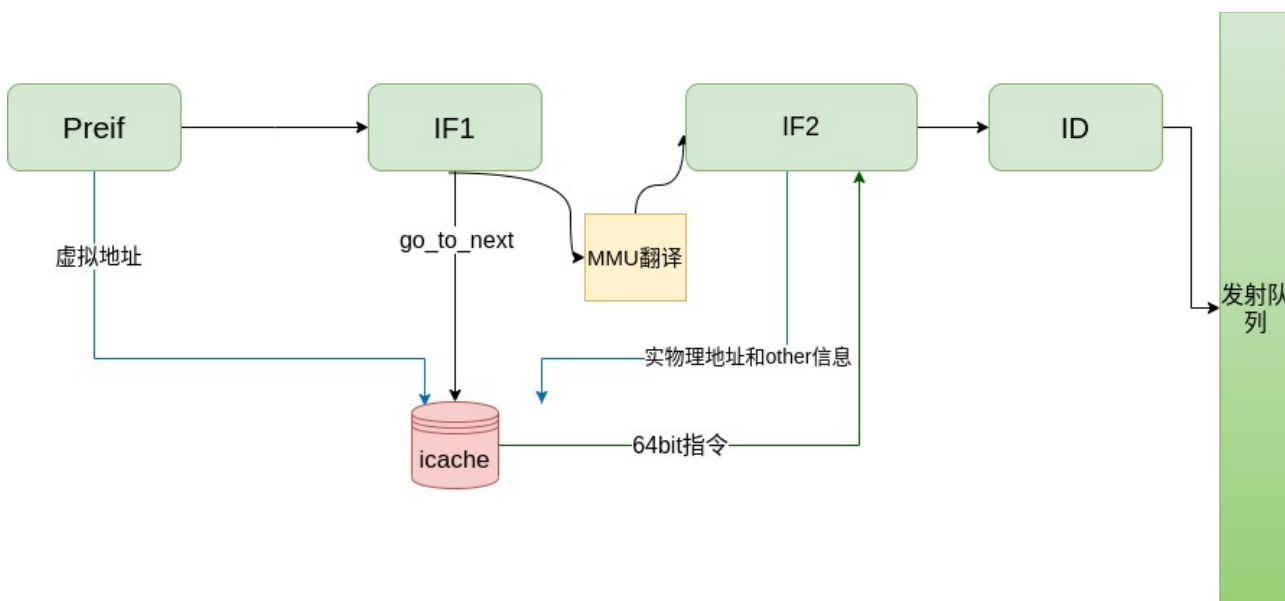 Preif
IF1
IF2
ID
虚拟地址
go_to_next
MMU翻译
发射队
列
实物理地址和other信息
64bit指令
icache